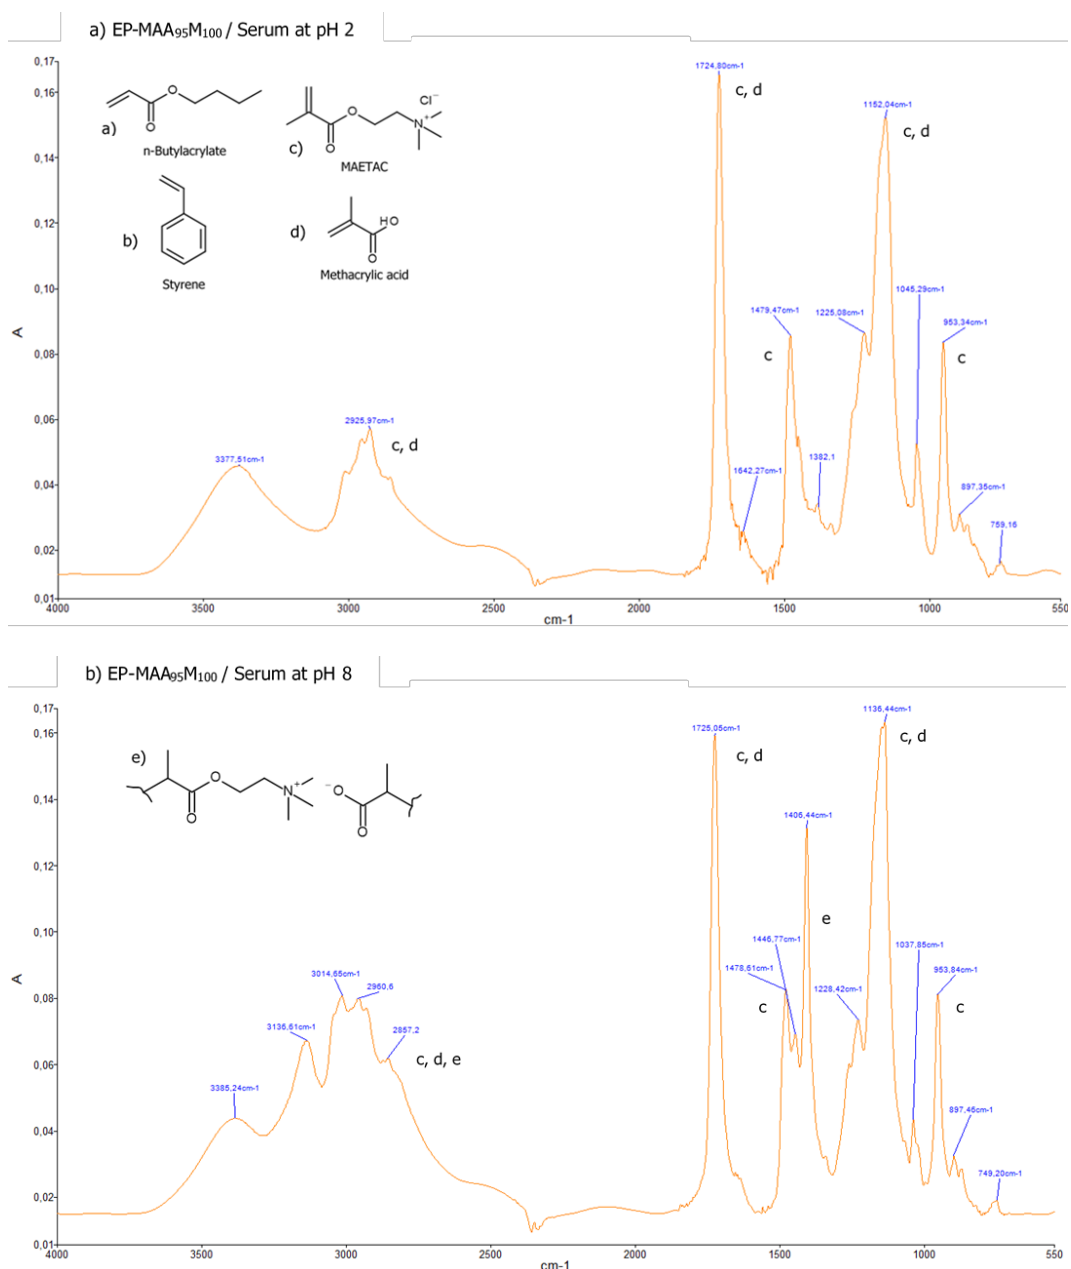 a) EP-MAA95M100 / Serum at pH 2
0,17
0,16
0,14
0,12
0,10
0,08
0,06
0,04
0,02
0,01
A
4000
3500
3000
2500
2000
1500
1000
550
cm-1
a)
O
O
n-Butylacrylate
c)
O
O
N+
Cl−
MAETAC
b)
Styrene
d)
HO
O
Methacrylic acid
3377,51cm-1
2925,97cm-1
c, d
1724,80cm-1
c, d
1642,27cm-1
1479,47cm-1
c
1382,1
1225,08cm-1
1152,04cm-1
c, d
1045,29cm-1
953,34cm-1
c
897,35cm-1
759,16
b) EP-MAA95M100 / Serum at pH 8
0,17
0,16
0,14
0,12
0,10
0,08
0,06
0,04
0,02
0,01
A
4000
3500
3000
2500
2000
1500
1000
550
cm-1
e)
O
O
N+
−O
O
3385,24cm-1
3136,61cm-1
3014,65cm-1
2960,6
2857,2
c, d, e
1725,05cm-1
c, d
1478,61cm-1
c
1446,77cm-1
1406,44cm-1
e
1228,42cm-1
1136,44cm-1
c, d
1037,85cm-1
953,84cm-1
c
897,46cm-1
749,20cm-1